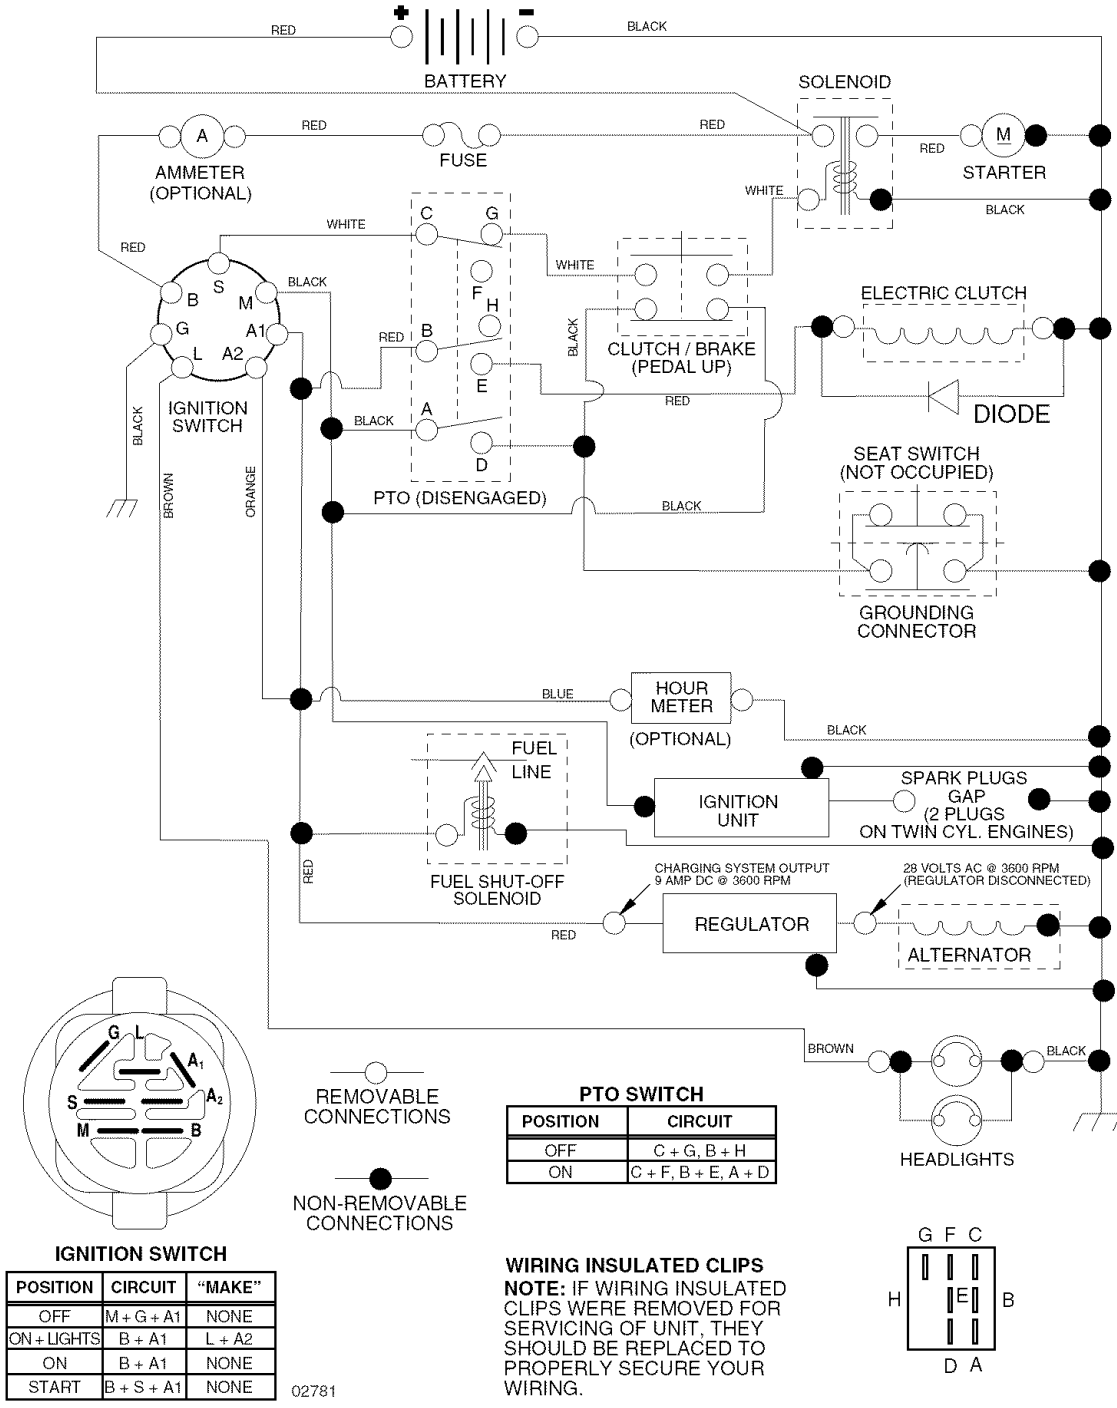 + -
RED
BLACK
BATTERY
SOLENOID
RED
RED
A
M
RED
AMMETER
(OPTIONAL)
FUSE
STARTER
WHITE
BLACK
C G
WHITE
RED
S
BLACK
WHITE
F
B M
H
ELECTRIC CLUTCH
G A1
B
RED
BLACK
L A2
CLUTCH / BRAKE
(PEDAL UP)
E
IGNITION
SWITCH
A
BLACK
RED
DIODE
BLACK
D
SEAT SWITCH
(NOT OCCUPIED)
BROWN
ORANGE
PTO (DISENGAGED)
BLACK
GROUNDING
CONNECTOR
BLUE
HOUR
METER
(OPTIONAL)
BLACK
FUEL
LINE
SPARK PLUGS
GAP
(2 PLUGS
ON TWIN CYL. ENGINES)
IGNITION
UNIT
RED
FUEL SHUT-OFF
SOLENOID
CHARGING SYSTEM OUTPUT
9 AMP DC @ 3600 RPM
28 VOLTS AC @ 3600 RPM
(REGULATOR DISCONNECTED)
RED
REGULATOR
ALTERNATOR
G L
A1
S A2
M B
BROWN
BLACK
HEADLIGHTS
REMOVABLE
CONNECTIONS
NON-REMOVABLE
CONNECTIONS
PTO SWITCH
POSITION CIRCUIT
OFF C + G, B + H
ON C + F, B + E, A + D
IGNITION SWITCH
POSITION CIRCUIT “MAKE”
OFF M + G + A1 NONE
ON + LIGHTS B + A1 L + A2
ON B + A1 NONE
START B + S + A1 NONE
02781
WIRING INSULATED CLIPS
NOTE: IF WIRING INSULATED
CLIPS WERE REMOVED FOR
SERVICING OF UNIT, THEY
SHOULD BE REPLACED TO
PROPERLY SECURE YOUR
WIRING.
G F C
H E B
D A